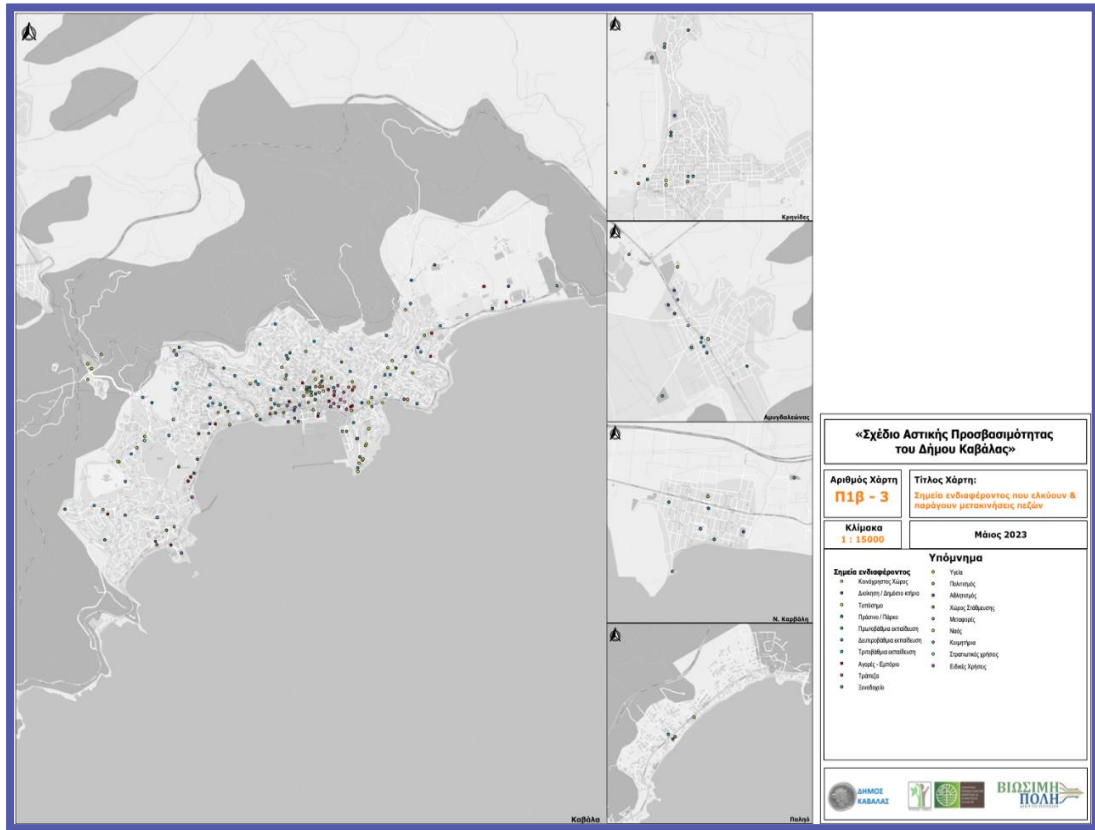 Κρηνίδες
Αμυγδαλεώνας
Ν. Καρβάλη
Καβάλα
Παληό
«Σχέδιο Αστικής Προσβασιμότητας
του Δήμου Καβάλας»
Αριθμός Χάρτη
Π1β - 3
Τίτλος Χάρτη:
Σημεία ενδιαφέροντος που ελκύουν &
παράγουν μετακινήσεις πεζών
Κλίμακα
1 : 15000
Μάιος 2023
Υπόμνημα
Σημεία ενδιαφέροντος
Κοινόχρηστος Χώρος
Διοίκηση / Δημόσιο κτήριο
Τοπόσημο
Πράσινο / Πάρκο
Πρωτοβάθμια εκπαίδευση
Δευτεροβάθμια εκπαίδευση
Τριτοβάθμια εκπαίδευση
Αγορές - Εμπόριο
Τράπεζα
Ξενοδοχείο
Υγεία
Πολιτισμός
Αθλητισμός
Χώρος Στάθμευσης
Μεταφορές
Ναός
Κοιμητήρια
Στρατιωτικές χρήσεις
Ειδικές Χρήσεις
ΔΗΜΟΣ
ΚΑΒΑΛΑΣ
ΒΙΩΣΙΜΗ
ΠΟΛΗ